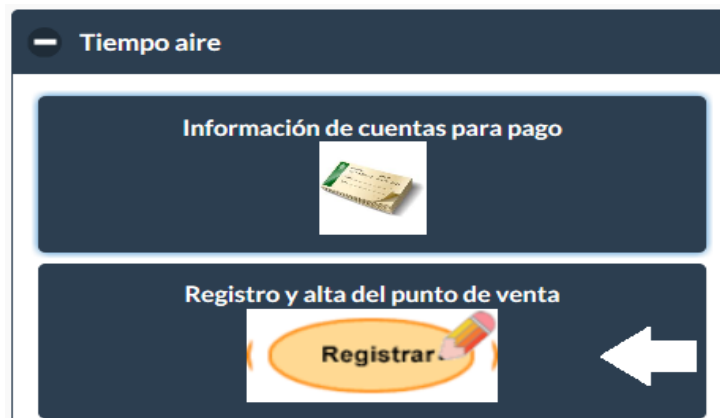 Tiempo aire
Información de cuentas para pago
Registro y alta del punto de venta
Registrar